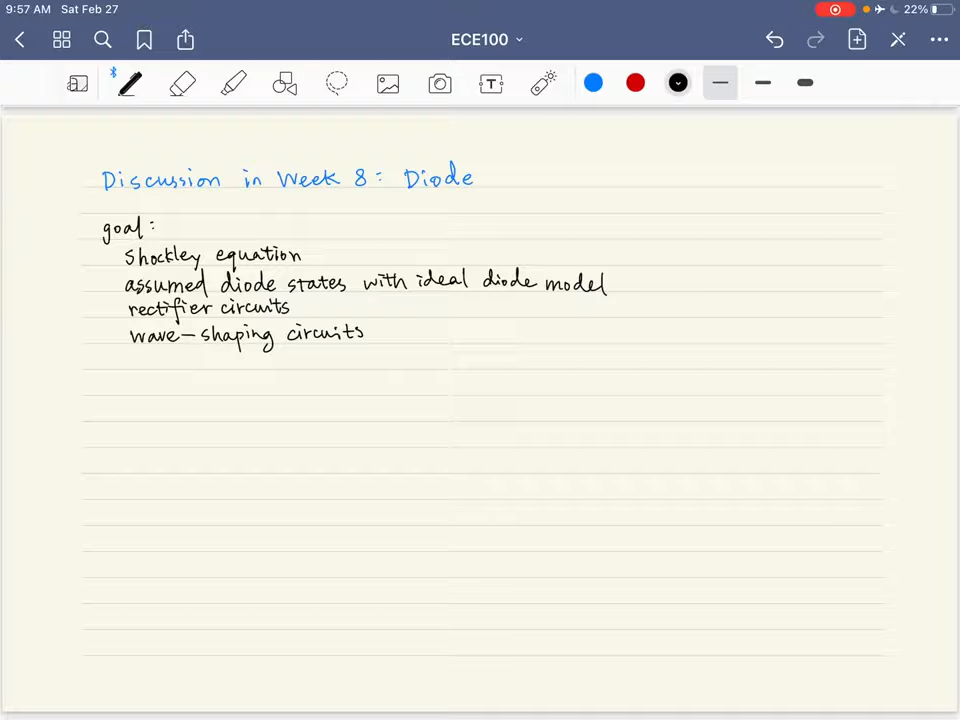 9:57 AM Sat Feb 27
22%
ECE100
T
Discussion in Week 8: Diode
goal:
shockley equation
assumed diode states with ideal diode model
rectifier circuits
wave-shaping circuits